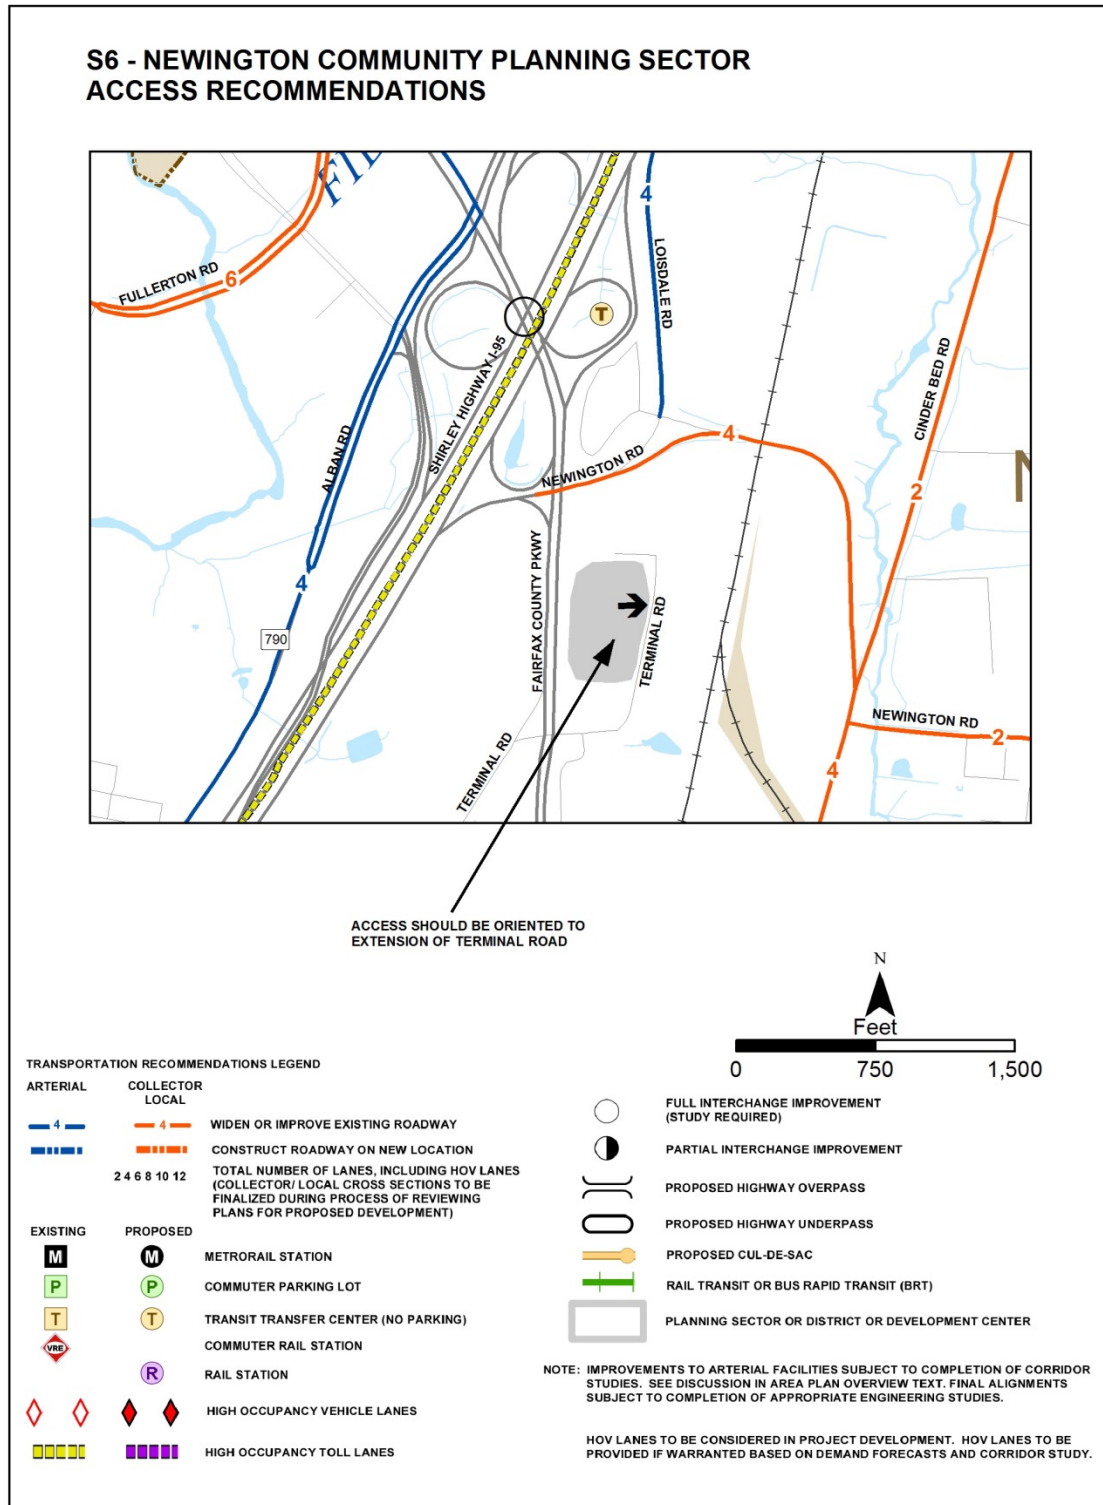 S6 - NEWINGTON COMMUNITY PLANNING SECTOR
ACCESS RECOMMENDATIONS
4
FULLERTON RD
6
LOISDALE RD
T
SHIRLEY HIGHWAY I-95
CINDER BED RD
ALBAN RD
4
NEWINGTON RD
2
N
4
790
FAIRFAX COUNTY PKWY
TERMINAL RD
NEWINGTON RD
2
TERMINAL RD
4
ACCESS SHOULD BE ORIENTED TO
EXTENSION OF TERMINAL ROAD
N
Feet
0 750 1,500
TRANSPORTATION RECOMMENDATIONS LEGEND
ARTERIAL COLLECTOR
LOCAL
4 4 WIDEN OR IMPROVE EXISTING ROADWAY
CONSTRUCT ROADWAY ON NEW LOCATION
2 4 6 8 10 12 TOTAL NUMBER OF LANES, INCLUDING HOV LANES
(COLLECTOR/ LOCAL CROSS SECTIONS TO BE
FINALIZED DURING PROCESS OF REVIEWING
PLANS FOR PROPOSED DEVELOPMENT)
EXISTING PROPOSED
M M METRORAIL STATION
P P COMMUTER PARKING LOT
T T TRANSIT TRANSFER CENTER (NO PARKING)
VRE COMMUTER RAIL STATION
R RAIL STATION
HIGH OCCUPANCY VEHICLE LANES
HIGH OCCUPANCY TOLL LANES
FULL INTERCHANGE IMPROVEMENT
(STUDY REQUIRED)
PARTIAL INTERCHANGE IMPROVEMENT
PROPOSED HIGHWAY OVERPASS
PROPOSED HIGHWAY UNDERPASS
PROPOSED CUL-DE-SAC
RAIL TRANSIT OR BUS RAPID TRANSIT (BRT)
PLANNING SECTOR OR DISTRICT OR DEVELOPMENT CENTER
NOTE: IMPROVEMENTS TO ARTERIAL FACILITIES SUBJECT TO COMPLETION OF CORRIDOR
STUDIES. SEE DISCUSSION IN AREA PLAN OVERVIEW TEXT. FINAL ALIGNMENTS
SUBJECT TO COMPLETION OF APPROPRIATE ENGINEERING STUDIES.
HOV LANES TO BE CONSIDERED IN PROJECT DEVELOPMENT. HOV LANES TO BE
PROVIDED IF WARRANTED BASED ON DEMAND FORECASTS AND CORRIDOR STUDY.